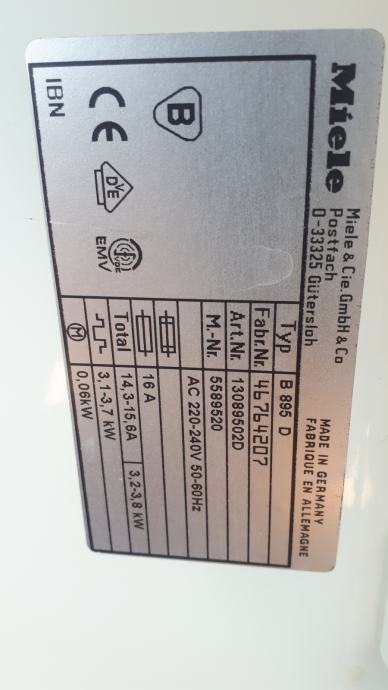 Miele
Miele & Cie. GmbH & Co
Postfach
D-33325 Gütersloh
MADE IN GERMANY
FABRIQUE EN ALLEMAGNE
Typ B 895 D
Fabr.Nr. 46764207
Art.Nr. 13089502D
M.-Nr. 5589520
AC 220-240V 50-60Hz
16 A
Total 14,3-15,6A 3,2-3,8 kW
3,1-3,7 kW
M 0,06kW
B
CE
DVE
EMV
IBN